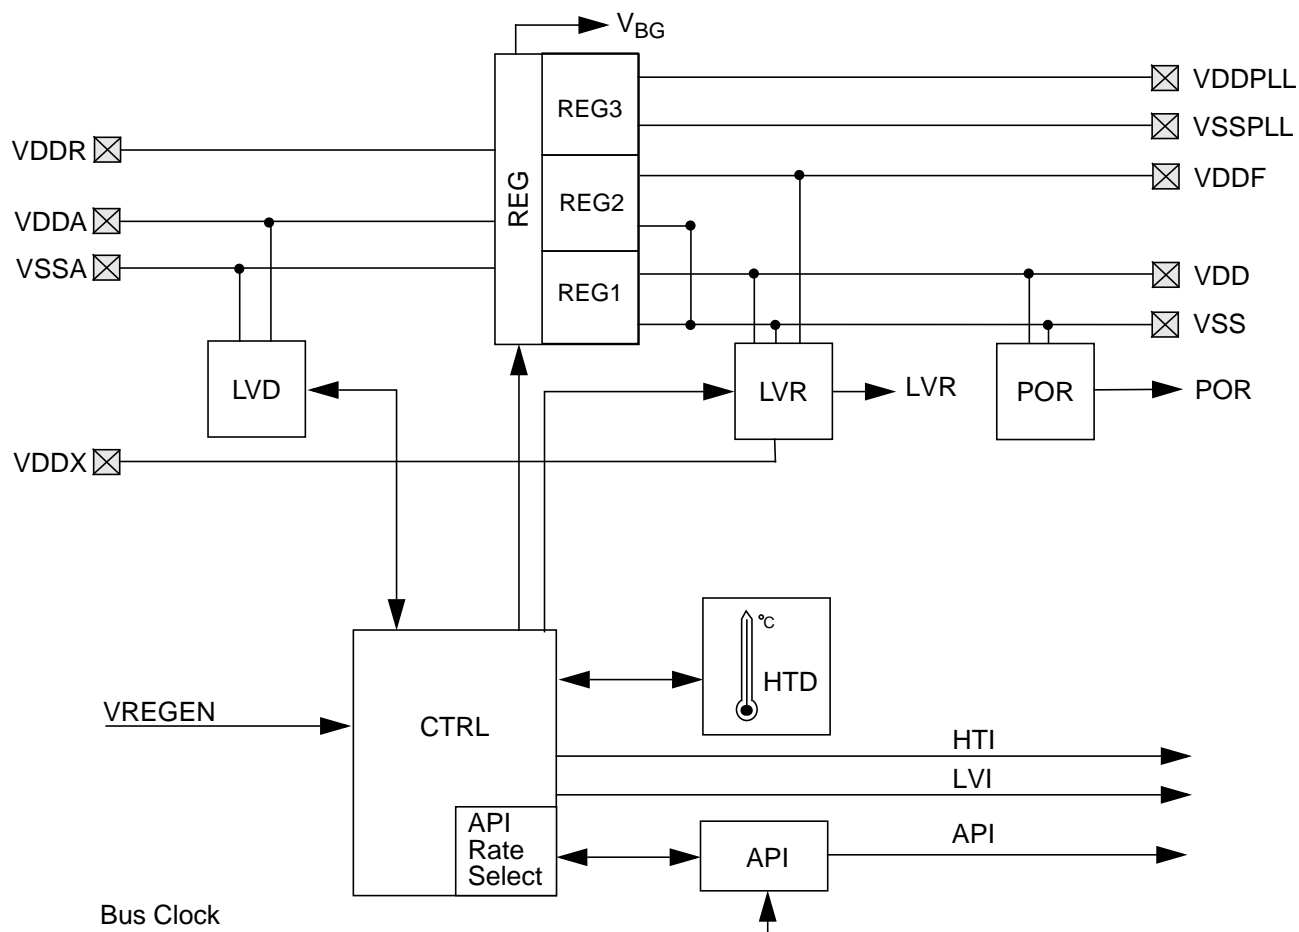 VBG
VDDPLL
REG3
VSSPLL
VDDR
VDDF
REG
REG2
VDDA
VSSA
VDD
REG1
VSS
LVD
LVR
LVR
POR
POR
VDDX
°C
HTD
VREGEN
CTRL
HTI
LVI
API
Rate
Select
API
API
Bus Clock